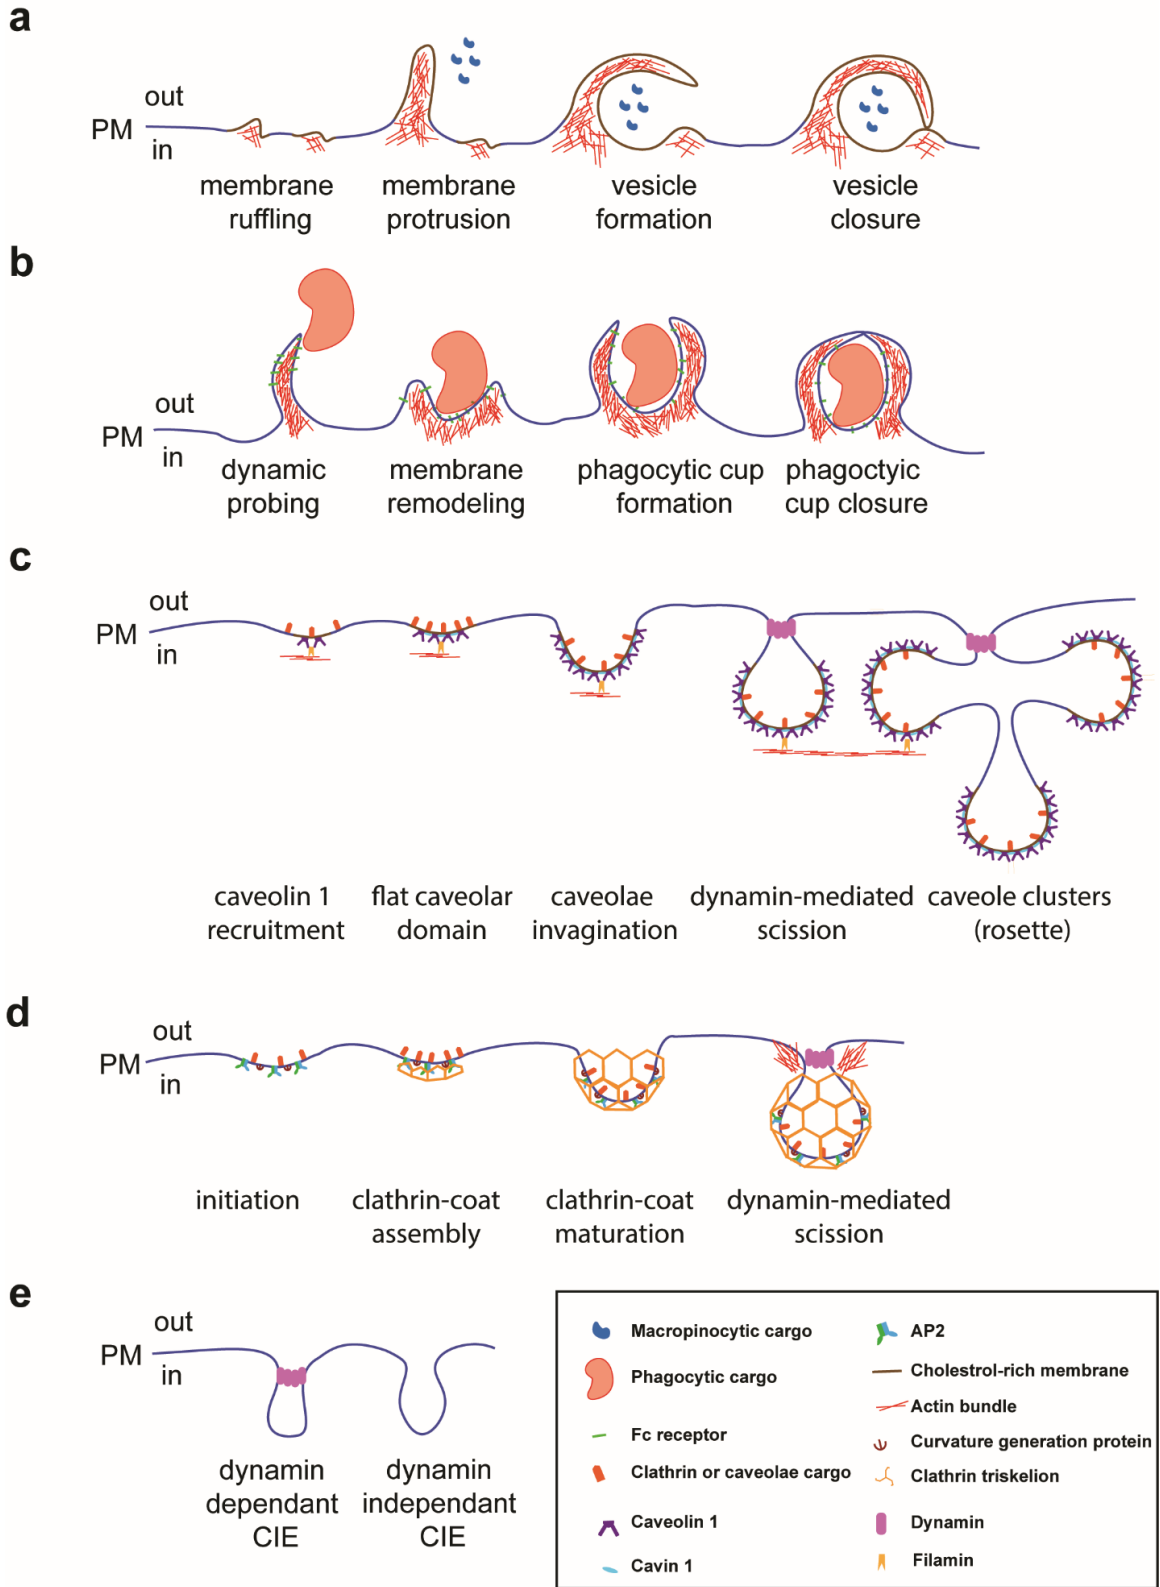 a
out
PM
in
membrane
ruffling
membrane
protrusion
vesicle
formation
vesicle
closure
b
out
PM
in
dynamic
probing
membrane
remodeling
phagocytic cup
formation
phagoctyic
cup closure
c
out
PM
in
caveolin 1
recruitment
flat caveolar
domain
caveolae
invagination
dynamin-mediated
scission
caveole clusters
(rosette)
d
out
PM
in
initiation
clathrin-coat
assembly
clathrin-coat
maturation
dynamin-mediated
scission
e
out
PM
in
dynamin
dependant
CIE
dynamin
independant
CIE
Macropinocytic cargo
Phagocytic cargo
Fc receptor
Clathrin or caveolae cargo
Caveolin 1
Cavin 1
AP2
Cholestrol-rich membrane
Actin bundle
Curvature generation protein
Clathrin triskelion
Dynamin
Filamin